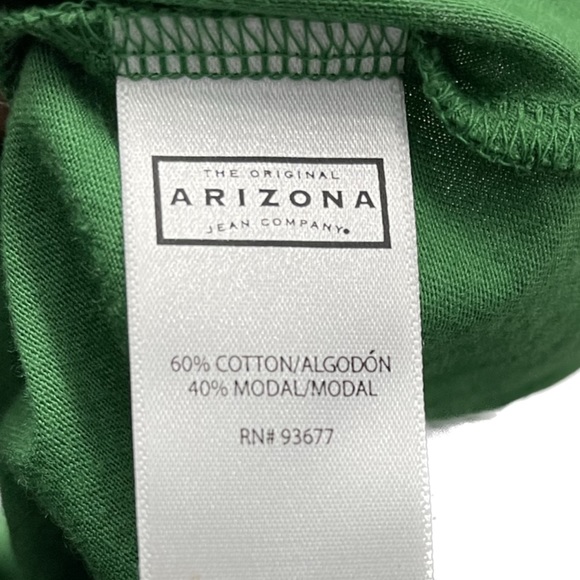 THE ORIGINAL
ARIZONA
JEAN COMPANY.
60% COTTON/ALGODÓN
40% MODAL/MODAL
RN# 93677